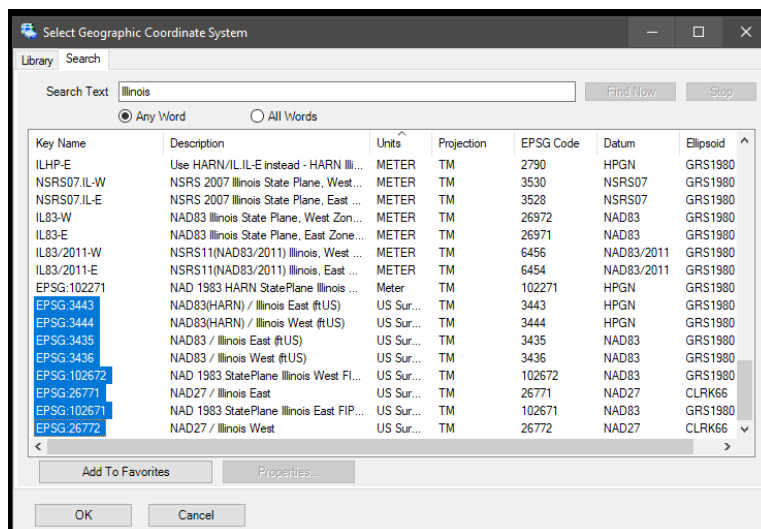 Select Geographic Coordinate System
Library Search
Search Text Illinois Find Now Stop
Any Word All Words
Key Name Description Units Projection EPSG Code Datum Ellipsoid
ILHP-E Use HARN/IL.IL-E instead - HARN Illi... METER TM 2790 HPGN GRS1980
NSRS07.IL-W NSRS 2007 Illinois State Plane, West... METER TM 3530 NSRS07 GRS1980
NSRS07.IL-E NSRS 2007 Illinois State Plane, East ... METER TM 3528 NSRS07 GRS1980
IL83-W NAD83 Illinois State Plane, West Zon... METER TM 26972 NAD83 GRS1980
IL83-E NAD83 Illinois State Plane, East Zone... METER TM 26971 NAD83 GRS1980
IL83/2011-W NSRS11(NAD83/2011) Illinois, West ... METER TM 6456 NAD83/2011 GRS1980
IL83/2011-E NSRS11(NAD83/2011) Illinois, East ... METER TM 6454 NAD83/2011 GRS1980
EPSG:102271 NAD 1983 HARN StatePlane Illinois ... Meter TM 102271 HPGN GRS1980
EPSG:3443 NAD83(HARN) / Illinois East (ftUS) US Sur... TM 3443 HPGN GRS1980
EPSG:3444 NAD83(HARN) / Illinois West (ftUS) US Sur... TM 3444 HPGN GRS1980
EPSG:3435 NAD83 / Illinois East (ftUS) US Sur... TM 3435 NAD83 GRS1980
EPSG:3436 NAD83 / Illinois West (ftUS) US Sur... TM 3436 NAD83 GRS1980
EPSG:102672 NAD 1983 StatePlane Illinois West FI... US Sur... TM 102672 NAD83 GRS1980
EPSG:26771 NAD27 / Illinois East US Sur... TM 26771 NAD27 CLRK66
EPSG:102671 NAD 1983 StatePlane Illinois East FIP... US Sur... TM 102671 NAD83 GRS1980
EPSG:26772 NAD27 / Illinois West US Sur... TM 26772 NAD27 CLRK66
Add To Favorites Properties...
OK Cancel